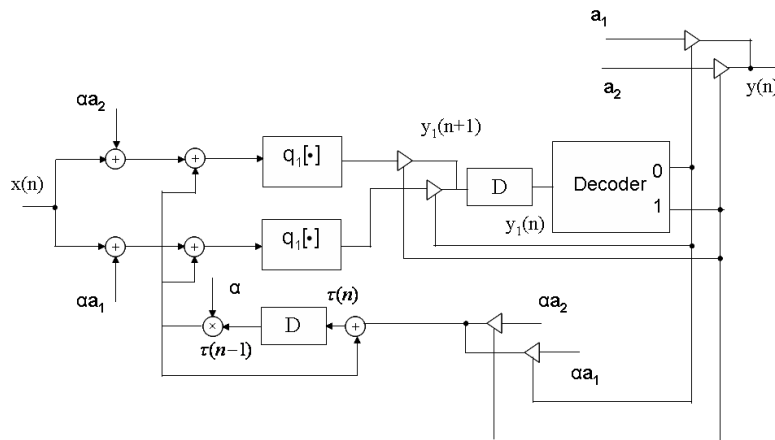 a₁
a₂
y(n)
αa₂
y₁(n+1)
q₁[•]
x(n)
D
Decoder
0
1
y₁(n)
q₁[•]
αa₁
α
τ(n)
αa₂
D
τ(n−1)
αa₁